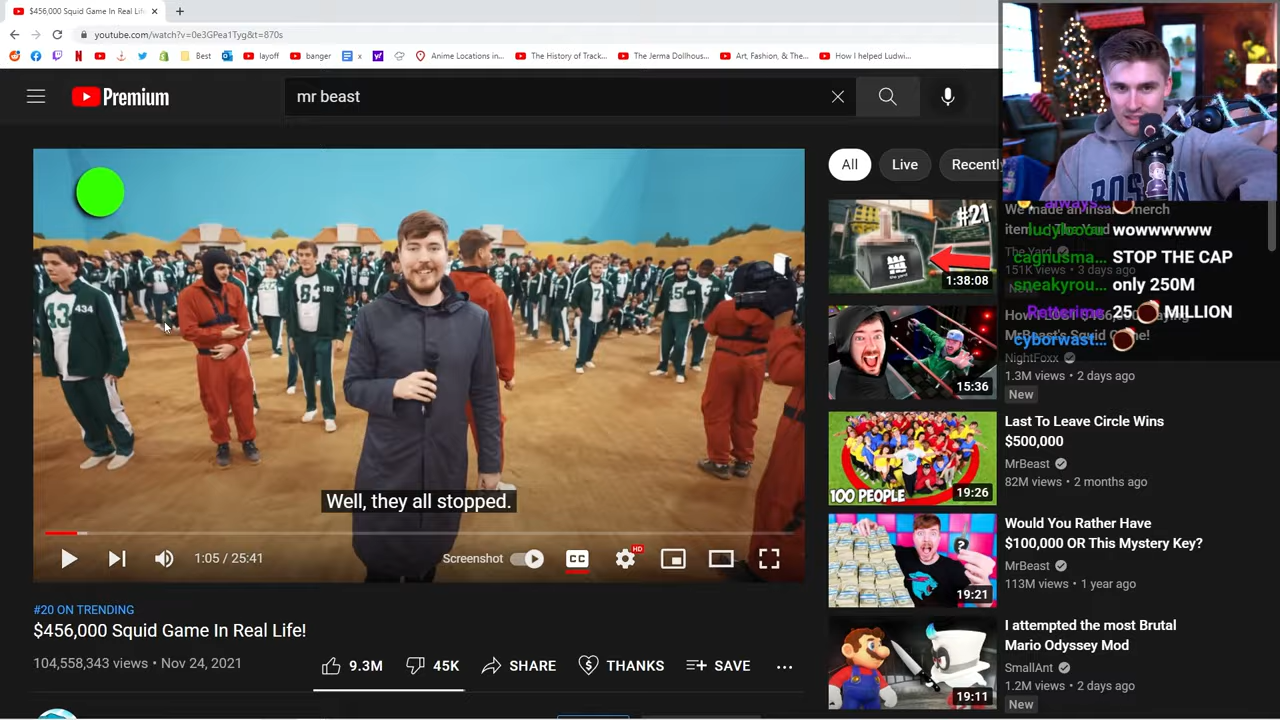 $456,000 Squid Game In Real Lif
youtube.com/watch?v=0e3GPea1Tyg&t=870s
Best
layoff
banger
x
Anime Locations in...
The History of Track...
The Jerma Dollhous...
Art, Fashion, & The...
How I helped Ludwi...
Premium
mr beast
All
Live
Recently
434
183
Well, they all stopped.
1:05 / 25:41
Screenshot
CC
HD
#20 ON TRENDING
$456,000 Squid Game In Real Life!
104,558,343 views • Nov 24, 2021
9.3M
45K
SHARE
THANKS
SAVE
#21
1:38:08
We made an insane merch
The Yard
151K views • 3 days ago
15:36
NightFoxx
1.3M views • 2 days ago
New
100 PEOPLE
19:26
Last To Leave Circle Wins
$500,000
MrBeast
82M views • 2 months ago
19:21
Would You Rather Have
$100,000 OR This Mystery Key?
MrBeast
113M views • 1 year ago
19:11
I attempted the most Brutal
Mario Odyssey Mod
SmallAnt
1.2M views • 2 days ago
New
BOSTON
always...
wowwwwww
cagnusma... STOP THE CAP
sneakyrou... only 250M
25 MILLION
cyborwast...